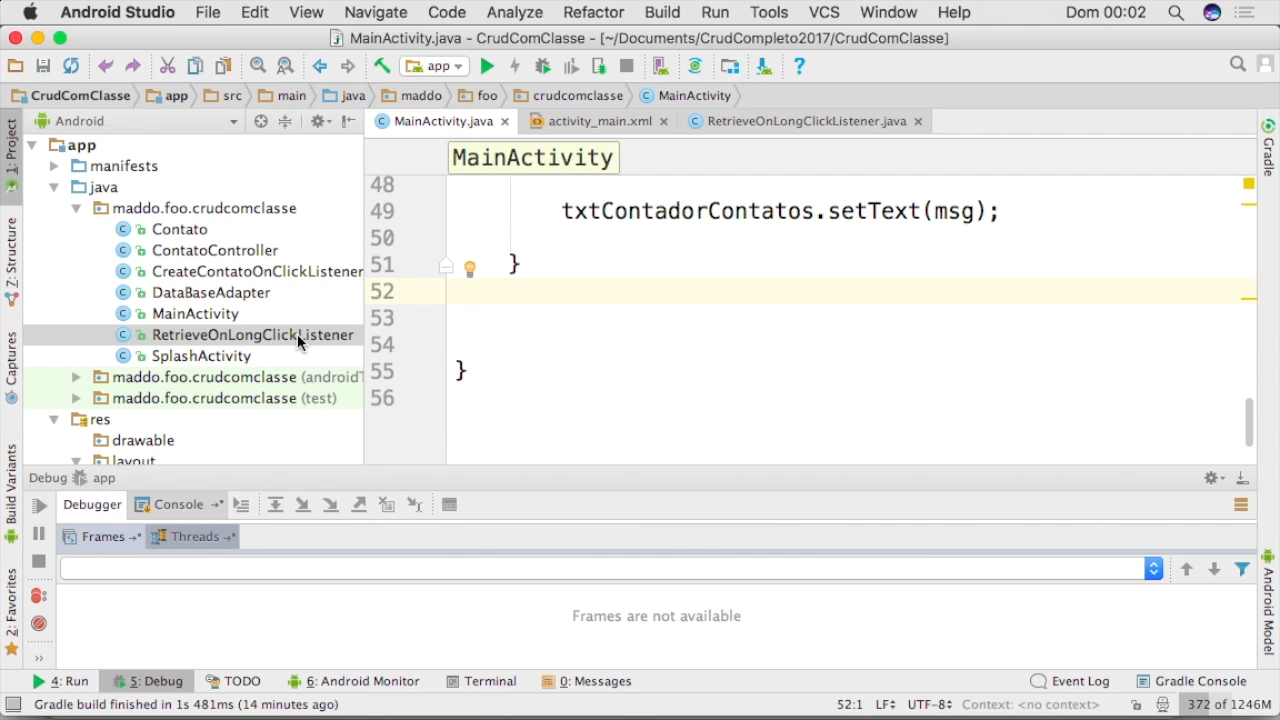 Android Studio File Edit View Navigate Code Analyze Refactor Build Run Tools VCS Window Help Dom 00:02
MainActivity.java - CrudComClasse - [~/Documents/CrudCompleto2017/CrudComClasse]
app
CrudComClasse app src main java maddo foo crudcomclasse MainActivity
1: Project
Z: Structure
Captures
Build Variants
2: Favorites
Android
app
manifests
java
maddo.foo.crudcomclasse
Contato
ContatoController
CreateContatoOnClickListener
DataBaseAdapter
MainActivity
RetrieveOnLongClickListener
SplashActivity
maddo.foo.crudcomclasse (androidT
maddo.foo.crudcomclasse (test)
res
drawable
layout
MainActivity.java activity_main.xml RetrieveOnLongClickListener.java
MainActivity
48
49 txtContadorContatos.setText(msg);
50
51 }
52
53
54
55 }
56
Gradle
Android Model
Debug app
Debugger Console
Frames Threads
Frames are not available
4: Run 5: Debug TODO 6: Android Monitor Terminal 0: Messages Event Log Gradle Console
Gradle build finished in 1s 481ms (14 minutes ago) 52:1 LF UTF-8 Context: <no context> 372 of 1246M